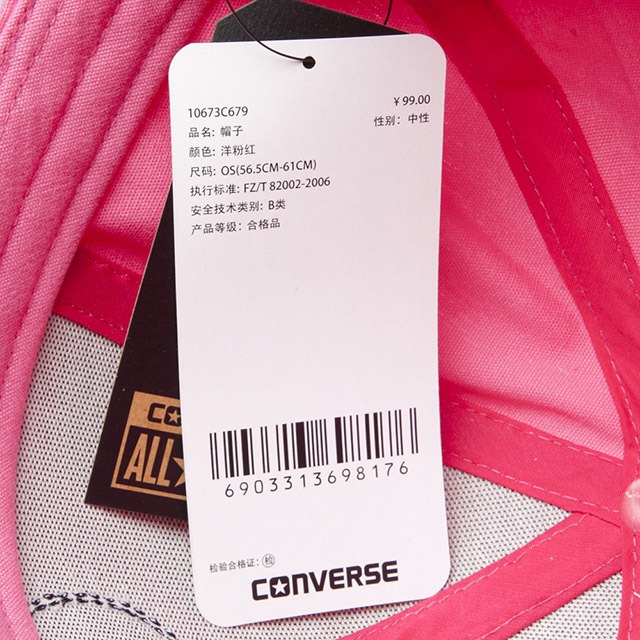 10673C679
¥ 99.00
品名: 帽子
性别: 中性
颜色: 洋粉红
尺码: OS(56.5CM-61CM)
执行标准: FZ/T 82002-2006
安全技术类别: B类
产品等级: 合格品
6903313698176
检验合格证: 检
CONVERSE
CO
ALL